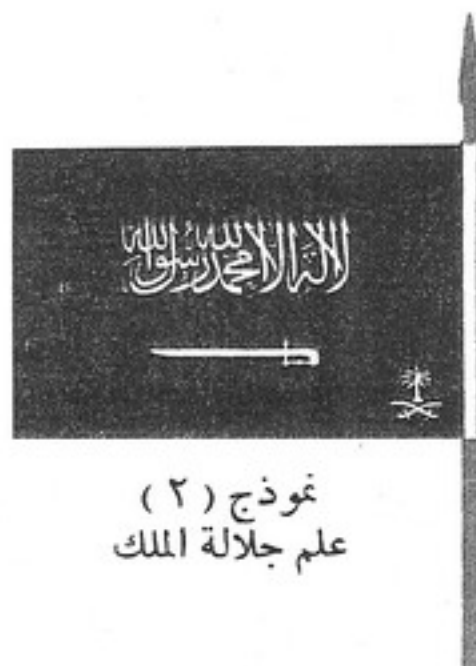 لا إله إلا الله محمد رسول الله
نموذج ( ٢ )
علم جلالة الملك